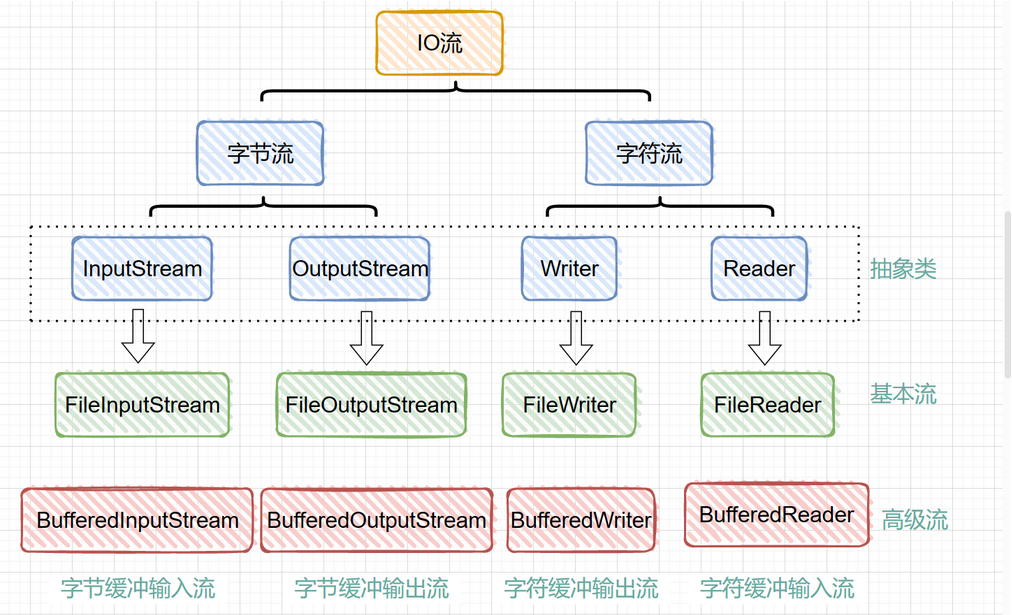 IO流
字节流
字符流
InputStream
OutputStream
Writer
Reader
抽象类
FileInputStream
FileOutputStream
FileWriter
FileReader
基本流
BufferedInputStream
BufferedOutputStream
BufferedWriter
BufferedReader
高级流
字节缓冲输入流
字节缓冲输出流
字符缓冲输出流
字符缓冲输入流